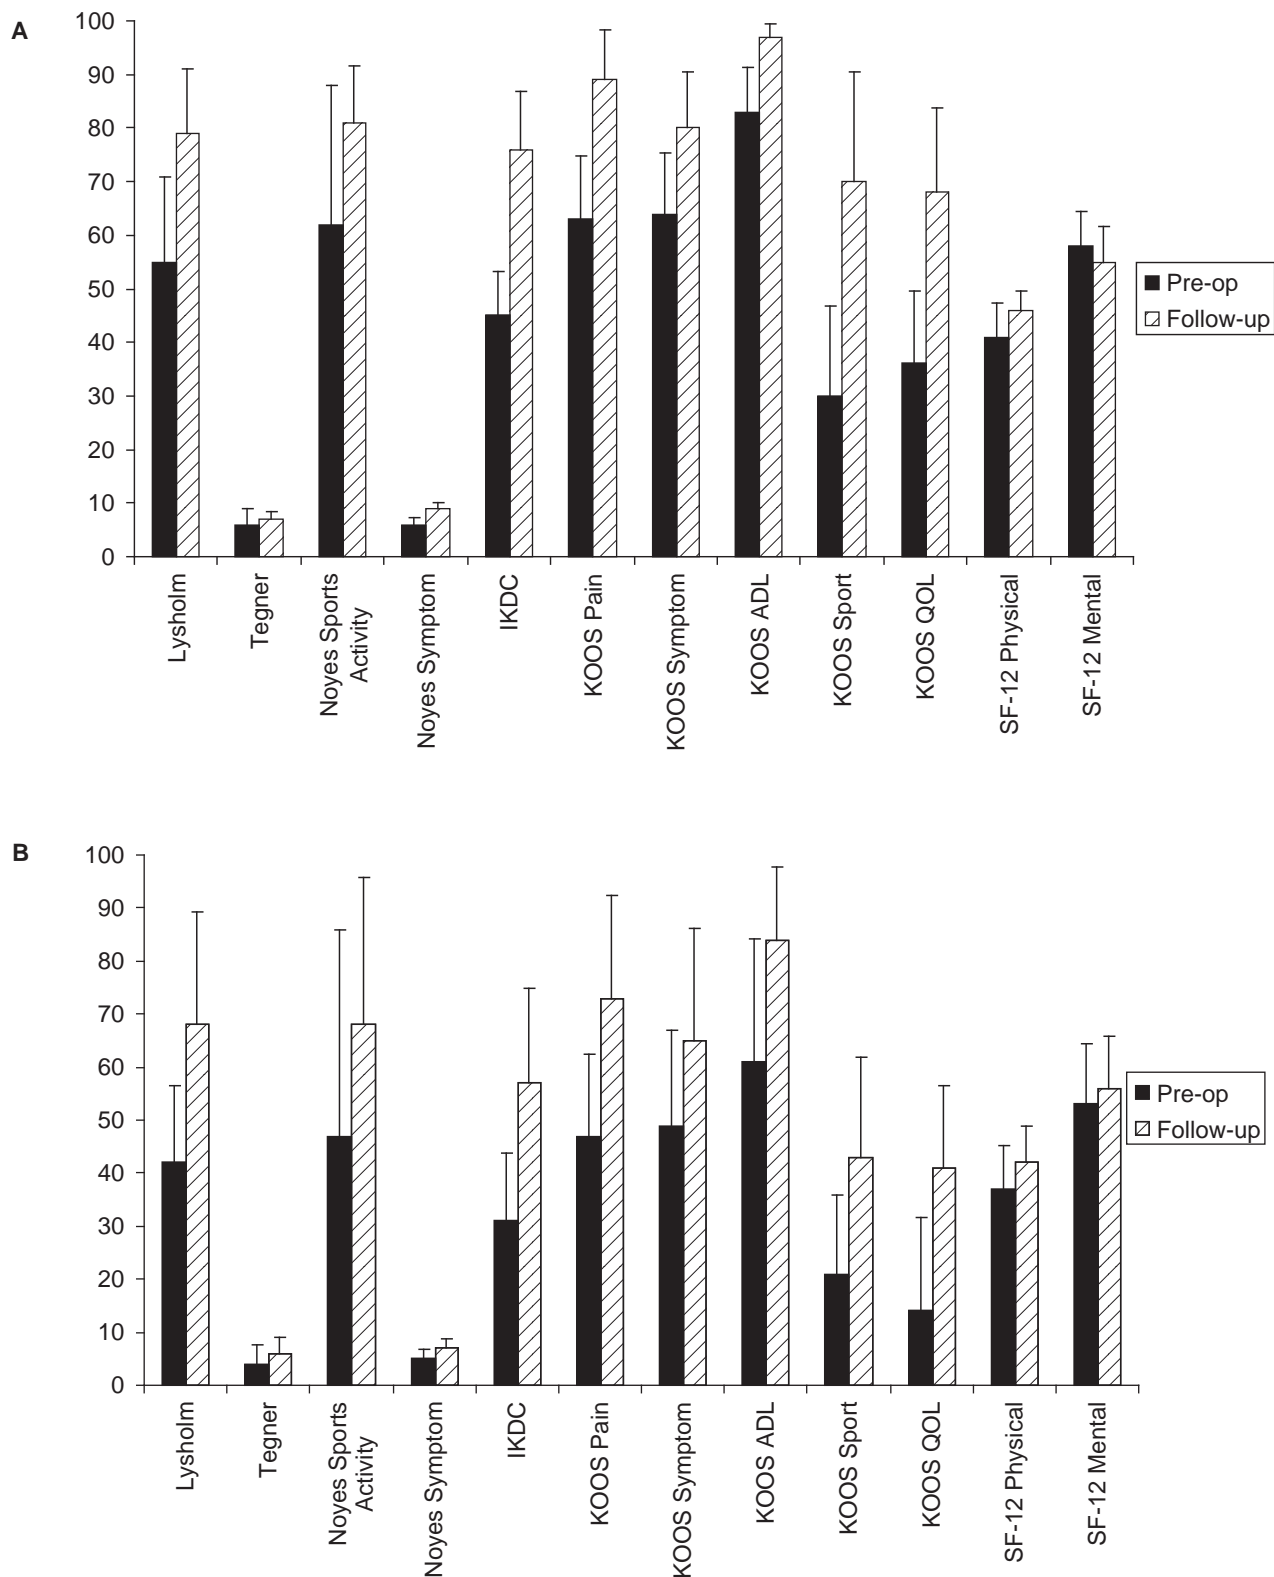 A
100
90
80
70
60
50
40
30
20
10
0
Lysholm
Tegner
Noyes Sports
Activity
Noyes Symptom
IKDC
KOOS Pain
KOOS Symptom
KOOS ADL
KOOS Sport
KOOS QOL
SF-12 Physical
SF-12 Mental
Pre-op
Follow-up
B
100
90
80
70
60
50
40
30
20
10
0
Lysholm
Tegner
Noyes Sports
Activity
Noyes Symptom
IKDC
KOOS Pain
KOOS Symptom
KOOS ADL
KOOS Sport
KOOS QOL
SF-12 Physical
SF-12 Mental
Pre-op
Follow-up